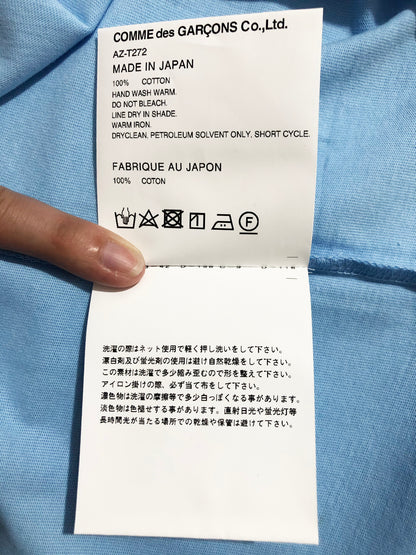 COMME des GARÇONS Co.,Ltd.
AZ-T272
MADE IN JAPAN
100% COTTON
HAND WASH WARM.
DO NOT BLEACH.
LINE DRY IN SHADE.
WARM IRON.
DRYCLEAN, PETROLEUM SOLVENT ONLY, SHORT CYCLE.
FABRIQUE AU JAPON
100% COTON
洗濯の際はネット使用で軽く押し洗いをして下さい。
漂白剤及び蛍光剤の使用は避け自然乾燥をして下さい。
この素材は洗濯で多少縮み歪むので形を整えて下さい。
アイロン掛けの際、必ず当て布をして下さい。
濃色物は洗濯の摩擦等で多少白っぽくなる事があります。
淡色物は色褪せする事があります。直射日光や蛍光灯等
長時間光が当たる場所での乾燥や保管は避けて下さい。